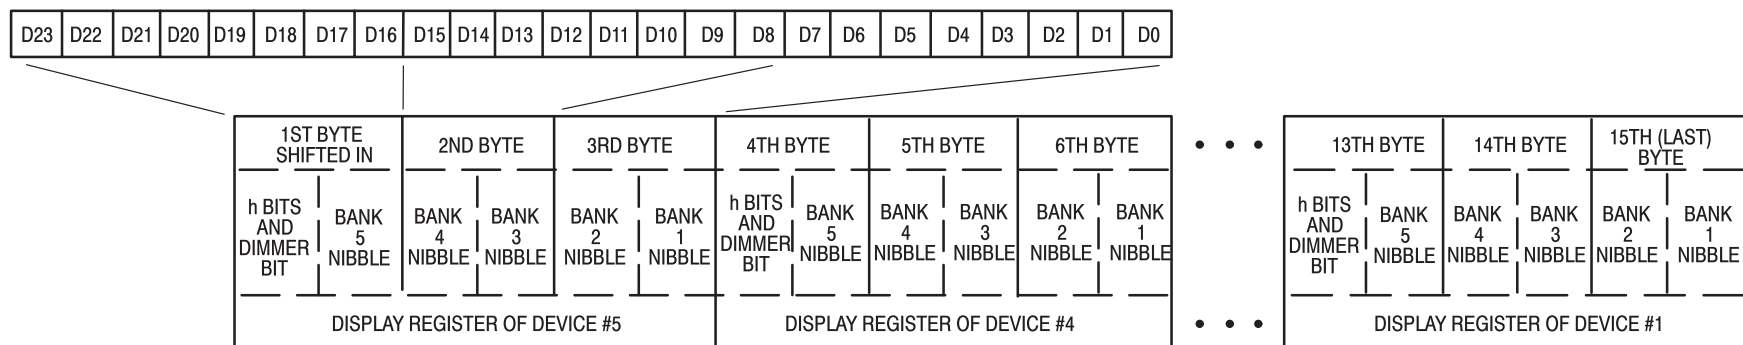 D23 D22 D21 D20 D19 D18 D17 D16 D15 D14 D13 D12 D11 D10 D9 D8 D7 D6 D5 D4 D3 D2 D1 D0
1ST BYTE
SHIFTED IN
2ND BYTE
3RD BYTE
4TH BYTE
5TH BYTE
6TH BYTE
• • •
13TH BYTE
14TH BYTE
15TH (LAST)
BYTE
h BITS
AND
DIMMER
BIT
BANK
5
NIBBLE
BANK
4
NIBBLE
BANK
3
NIBBLE
BANK
2
NIBBLE
BANK
1
NIBBLE
h BITS
AND
DIMMER
BIT
BANK
5
NIBBLE
BANK
4
NIBBLE
BANK
3
NIBBLE
BANK
2
NIBBLE
BANK
1
NIBBLE
h BITS
AND
DIMMER
BIT
BANK
5
NIBBLE
BANK
4
NIBBLE
BANK
3
NIBBLE
BANK
2
NIBBLE
BANK
1
NIBBLE
DISPLAY REGISTER OF DEVICE #5
DISPLAY REGISTER OF DEVICE #4
• • •
DISPLAY REGISTER OF DEVICE #1